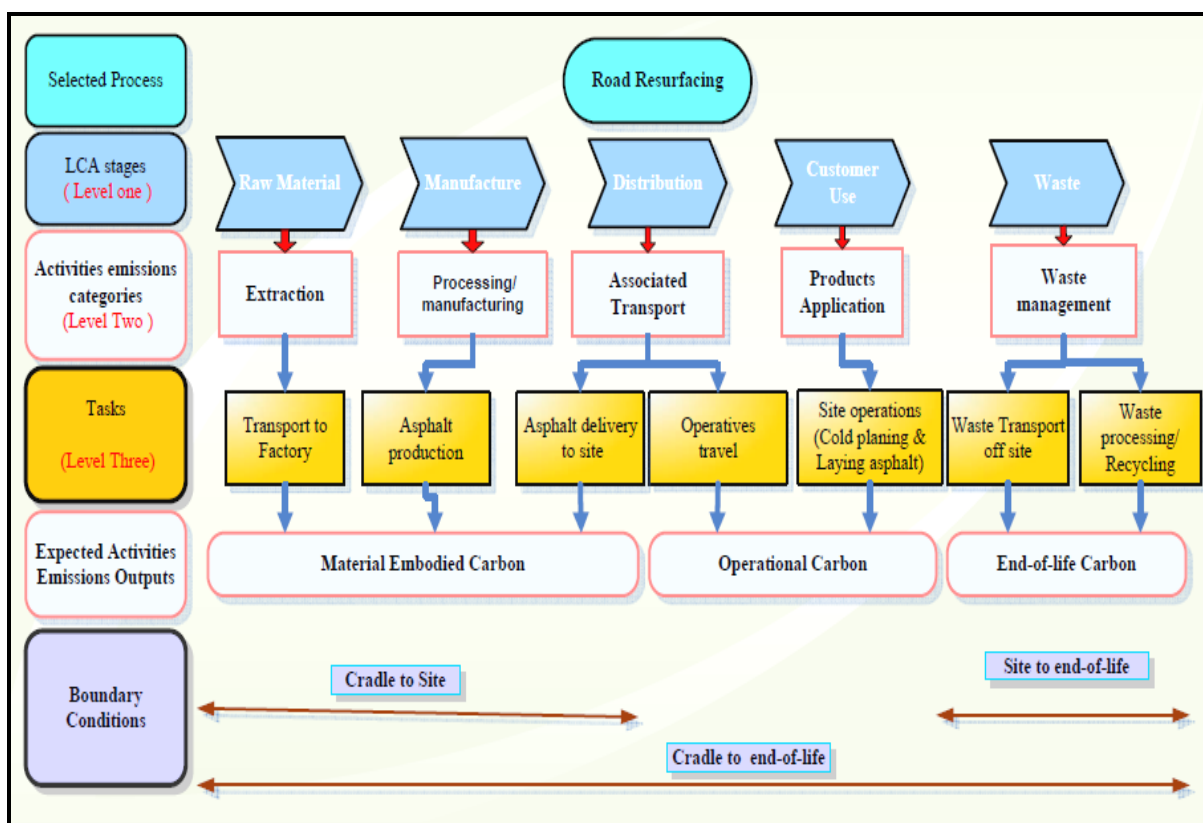 Selected Process
Road Resurfacing
LCA stages
( Level one )
Raw Material
Manufacture
Distribution
Customer
Use
Waste
Activities emissions
categories
(Level Two )
Extraction
Processing/
manufacturing
Associated
Transport
Products
Application
Waste
management
Tasks
(Level Three)
Transport to
Factory
Asphalt
production
Asphalt delivery
to site
Operatives
travel
Site operations
(Cold planing &
Laying asphalt)
Waste Transport
off site
Waste
processing/
Recycling
Expected Activities
Emissions Outputs
Material Embodied Carbon
Operational Carbon
End-of-life Carbon
Boundary
Conditions
Cradle to Site
Site to end-of-life
Cradle to end-of-life